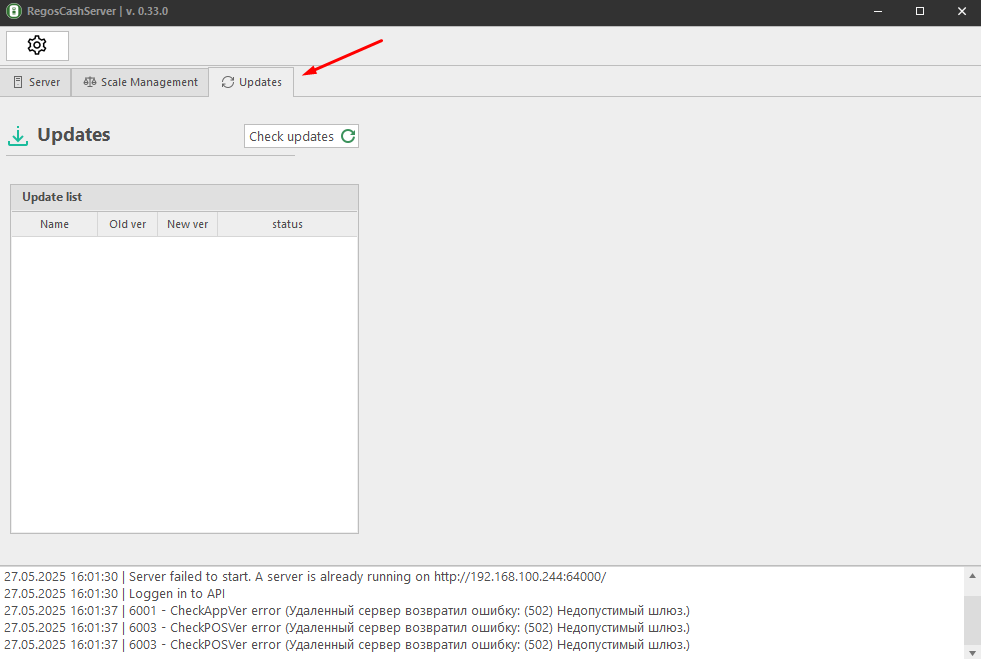 RegosCashServer | v. 0.33.0
Server
Scale Management
Updates
Updates
Check updates
Update list
Name Old ver New ver status
27.05.2025 16:01:30 | Server failed to start. A server is already running on http://192.168.100.244:64000/
27.05.2025 16:01:30 | Loggen in to API
27.05.2025 16:01:37 | 6001 - CheckAppVer error (Удаленный сервер возвратил ошибку: (502) Недопустимый шлюз.)
27.05.2025 16:01:37 | 6003 - CheckPOSVer error (Удаленный сервер возвратил ошибку: (502) Недопустимый шлюз.)
27.05.2025 16:01:37 | 6003 - CheckPOSVer error (Удаленный сервер возвратил ошибку: (502) Недопустимый шлюз.)